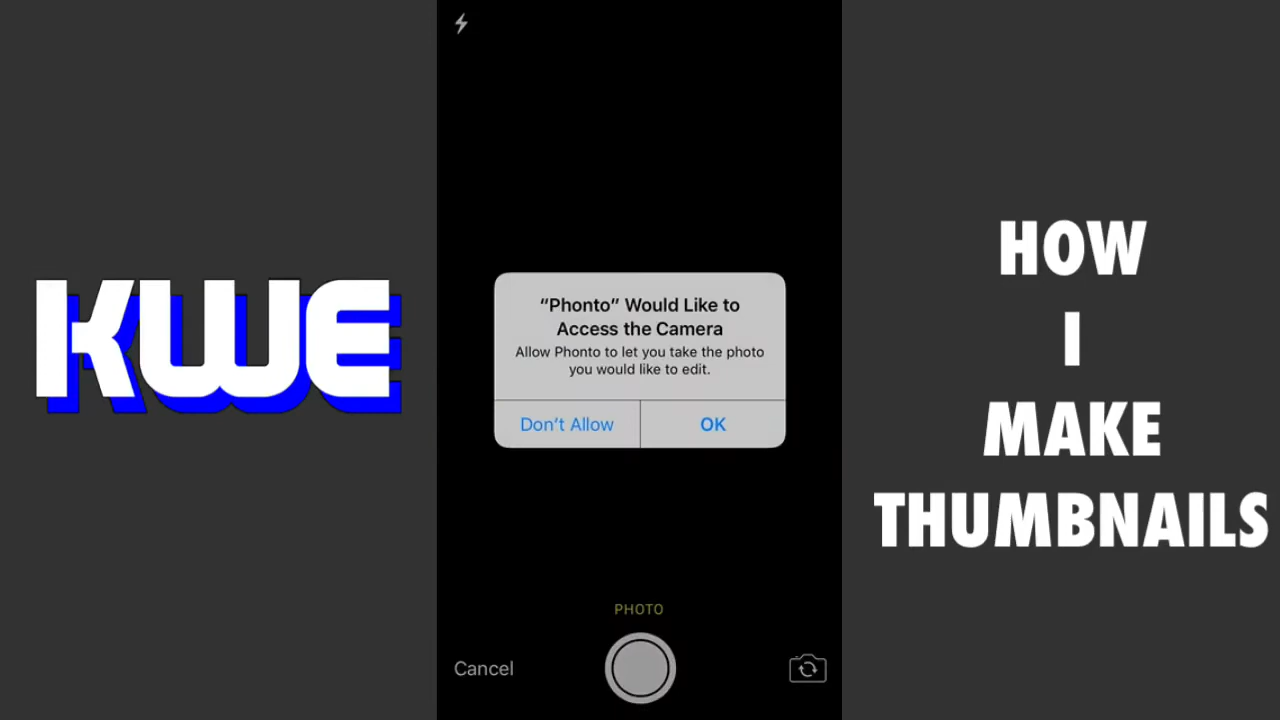 KWE
“Phonto” Would Like to
Access the Camera
Allow Phonto to let you take the photo
you would like to edit.
Don’t Allow
OK
PHOTO
Cancel
HOW
I
MAKE
THUMBNAILS